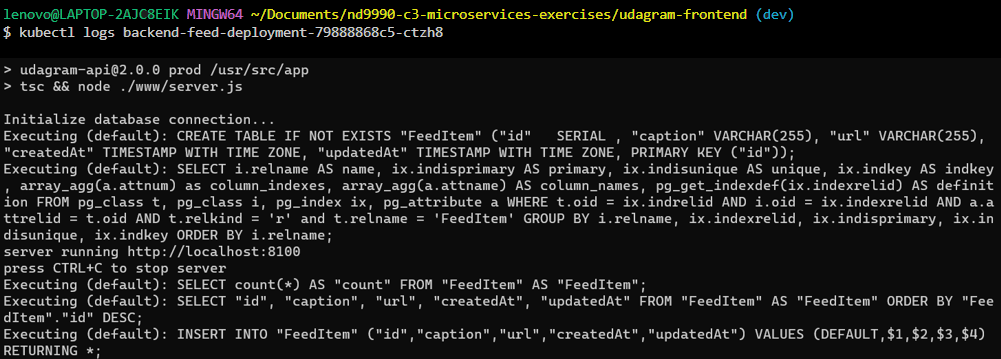 lenovo@LAPTOP-2AJC8EIK MINGW64 ~/Documents/nd9990-c3-microservices-exercises/udagram-frontend (dev)
$ kubectl logs backend-feed-deployment-79888868c5-ctzh8
> udagram-api@2.0.0 prod /usr/src/app
> tsc && node ./www/server.js
Initialize database connection...
Executing (default): CREATE TABLE IF NOT EXISTS "FeedItem" ("id"   SERIAL , "caption" VARCHAR(255), "url" VARCHAR(255),
"createdAt" TIMESTAMP WITH TIME ZONE, "updatedAt" TIMESTAMP WITH TIME ZONE, PRIMARY KEY ("id"));
Executing (default): SELECT i.relname AS name, ix.indisprimary AS primary, ix.indisunique AS unique, ix.indkey AS indkey
, array_agg(a.attnum) as column_indexes, array_agg(a.attname) AS column_names, pg_get_indexdef(ix.indexrelid) AS definit
ion FROM pg_class t, pg_class i, pg_index ix, pg_attribute a WHERE t.oid = ix.indrelid AND i.oid = ix.indexrelid AND a.a
ttrelid = t.oid AND t.relkind = 'r' and t.relname = 'FeedItem' GROUP BY i.relname, ix.indexrelid, ix.indisprimary, ix.in
disunique, ix.indkey ORDER BY i.relname;
server running http://localhost:8100
press CTRL+C to stop server
Executing (default): SELECT count(*) AS "count" FROM "FeedItem" AS "FeedItem";
Executing (default): SELECT "id", "caption", "url", "createdAt", "updatedAt" FROM "FeedItem" AS "FeedItem" ORDER BY "Fee
dItem"."id" DESC;
Executing (default): INSERT INTO "FeedItem" ("id","caption","url","createdAt","updatedAt") VALUES (DEFAULT,$1,$2,$3,$4)
RETURNING *;